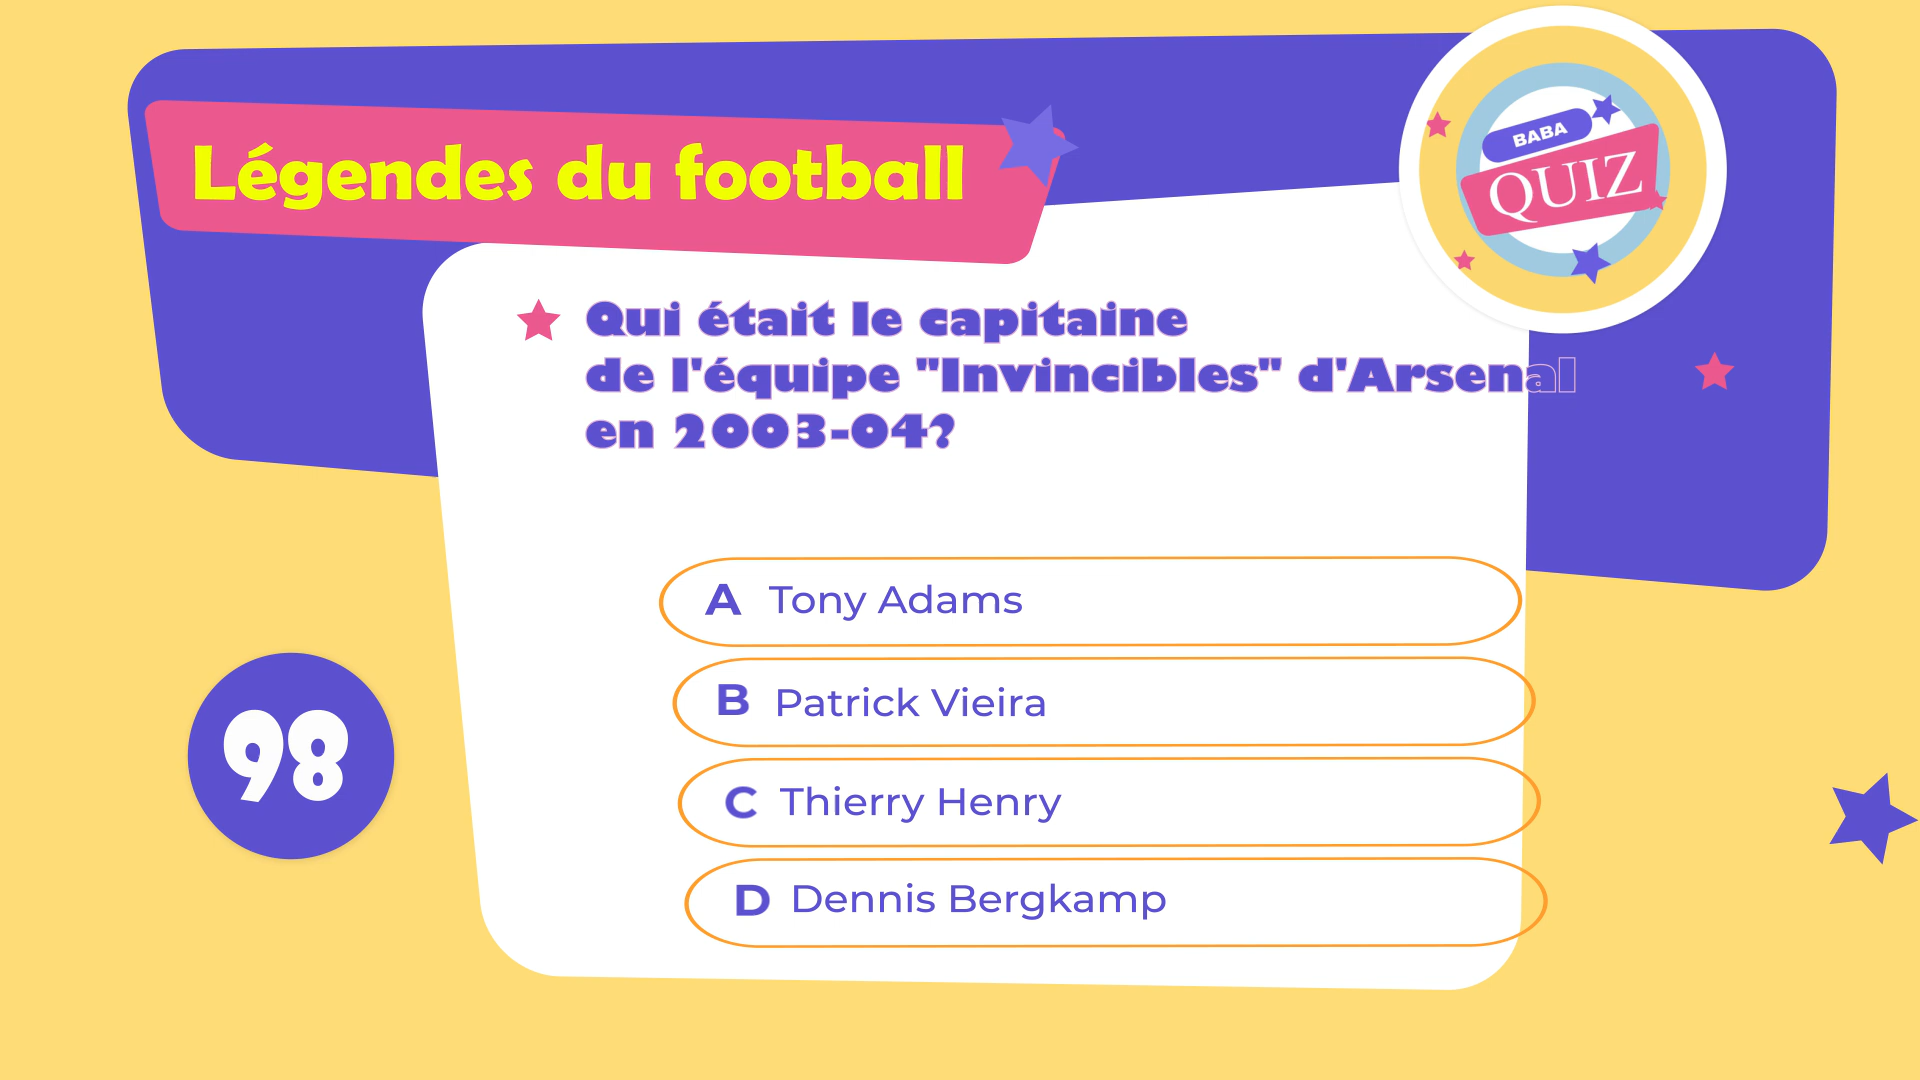 Légendes du football
BABA
QUIZ
Qui était le capitaine
de l'équipe "Invincibles" d'Arsenal
en 2003-04?
A Tony Adams
B Patrick Vieira
C Thierry Henry
D Dennis Bergkamp
98